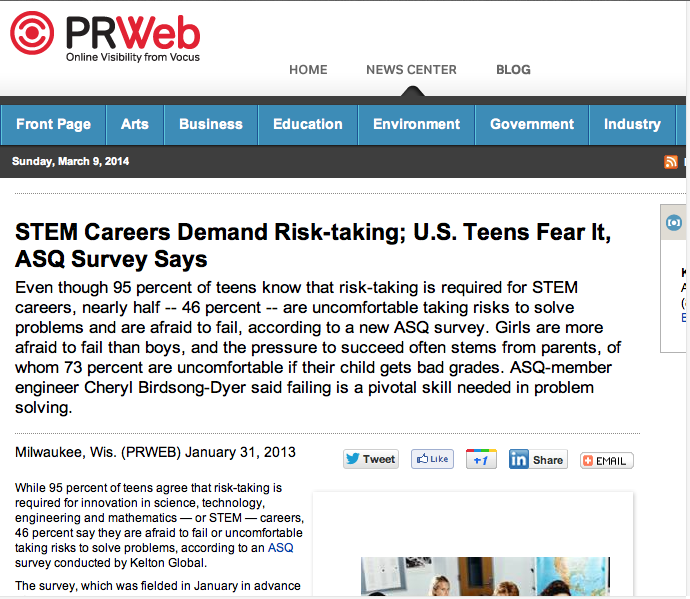 PRWeb
Online Visibility from Vocus
HOME NEWS CENTER BLOG
Front Page Arts Business Education Environment Government Industry
Sunday, March 9, 2014
STEM Careers Demand Risk-taking; U.S. Teens Fear It,
ASQ Survey Says
Even though 95 percent of teens know that risk-taking is required for STEM
careers, nearly half -- 46 percent -- are uncomfortable taking risks to solve
problems and are afraid to fail, according to a new ASQ survey. Girls are more
afraid to fail than boys, and the pressure to succeed often stems from parents, of
whom 73 percent are uncomfortable if their child gets bad grades. ASQ-member
engineer Cheryl Birdsong-Dyer said failing is a pivotal skill needed in problem
solving.
Milwaukee, Wis. (PRWEB) January 31, 2013
Tweet Like +1 in Share EMAIL
While 95 percent of teens agree that risk-taking is
required for innovation in science, technology,
engineering and mathematics — or STEM — careers,
46 percent say they are afraid to fail or uncomfortable
taking risks to solve problems, according to an ASQ
survey conducted by Kelton Global.
The survey, which was fielded in January in advance